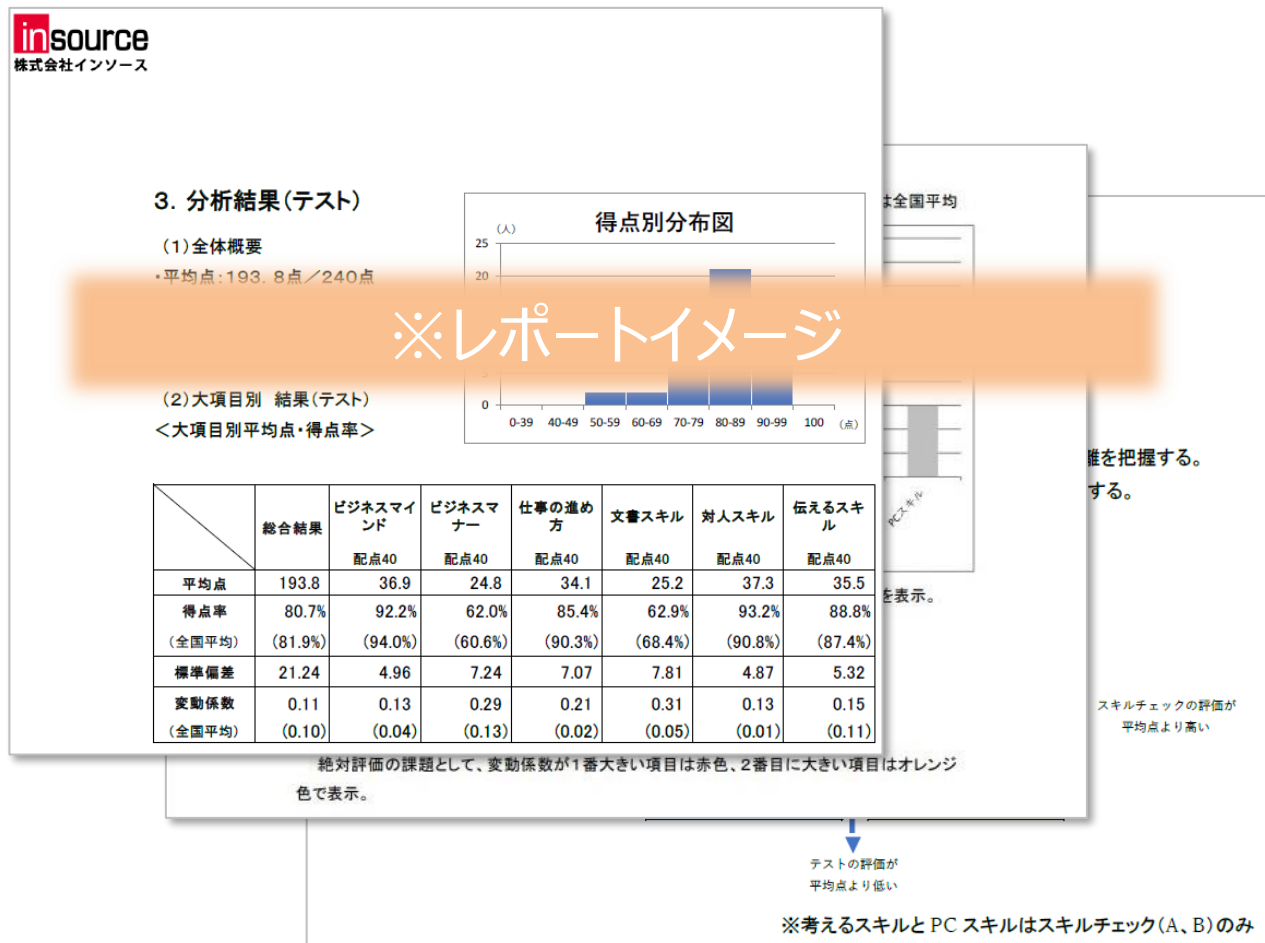 insource
株式会社インソース
3. 分析結果(テスト)
(1)全体概要
・平均点:193. 8点/240点
得点別分布図
(人)
25
20
0
0-39 40-49 50-59 60-69 70-79 80-89 90-99 100 (点)
※レポートイメージ
(2)大項目別 結果(テスト)
<大項目別平均点・得点率>
総合結果 ビジネスマインド ビジネスマナー 仕事の進め方 文書スキル 対人スキル 伝えるスキル
配点40 配点40 配点40 配点40 配点40 配点40
平均点 193.8 36.9 24.8 34.1 25.2 37.3 35.5
得点率 80.7% 92.2% 62.0% 85.4% 62.9% 93.2% 88.8%
(全国平均) (81.9%) (94.0%) (60.6%) (90.3%) (68.4%) (90.8%) (87.4%)
標準偏差 21.24 4.96 7.24 7.07 7.81 4.87 5.32
変動係数 0.11 0.13 0.29 0.21 0.31 0.13 0.15
(全国平均) (0.10) (0.04) (0.13) (0.02) (0.05) (0.01) (0.11)
は全国平均
PCスキル
を表示。
絶対評価の課題として、変動係数が1番大きい項目は赤色、2番目に大きい項目はオレンジ
色で表示。
離を把握する。
する。
スキルチェックの評価が
平均点より高い
テストの評価が
平均点より低い
※考えるスキルと PC スキルはスキルチェック(A、B)のみ